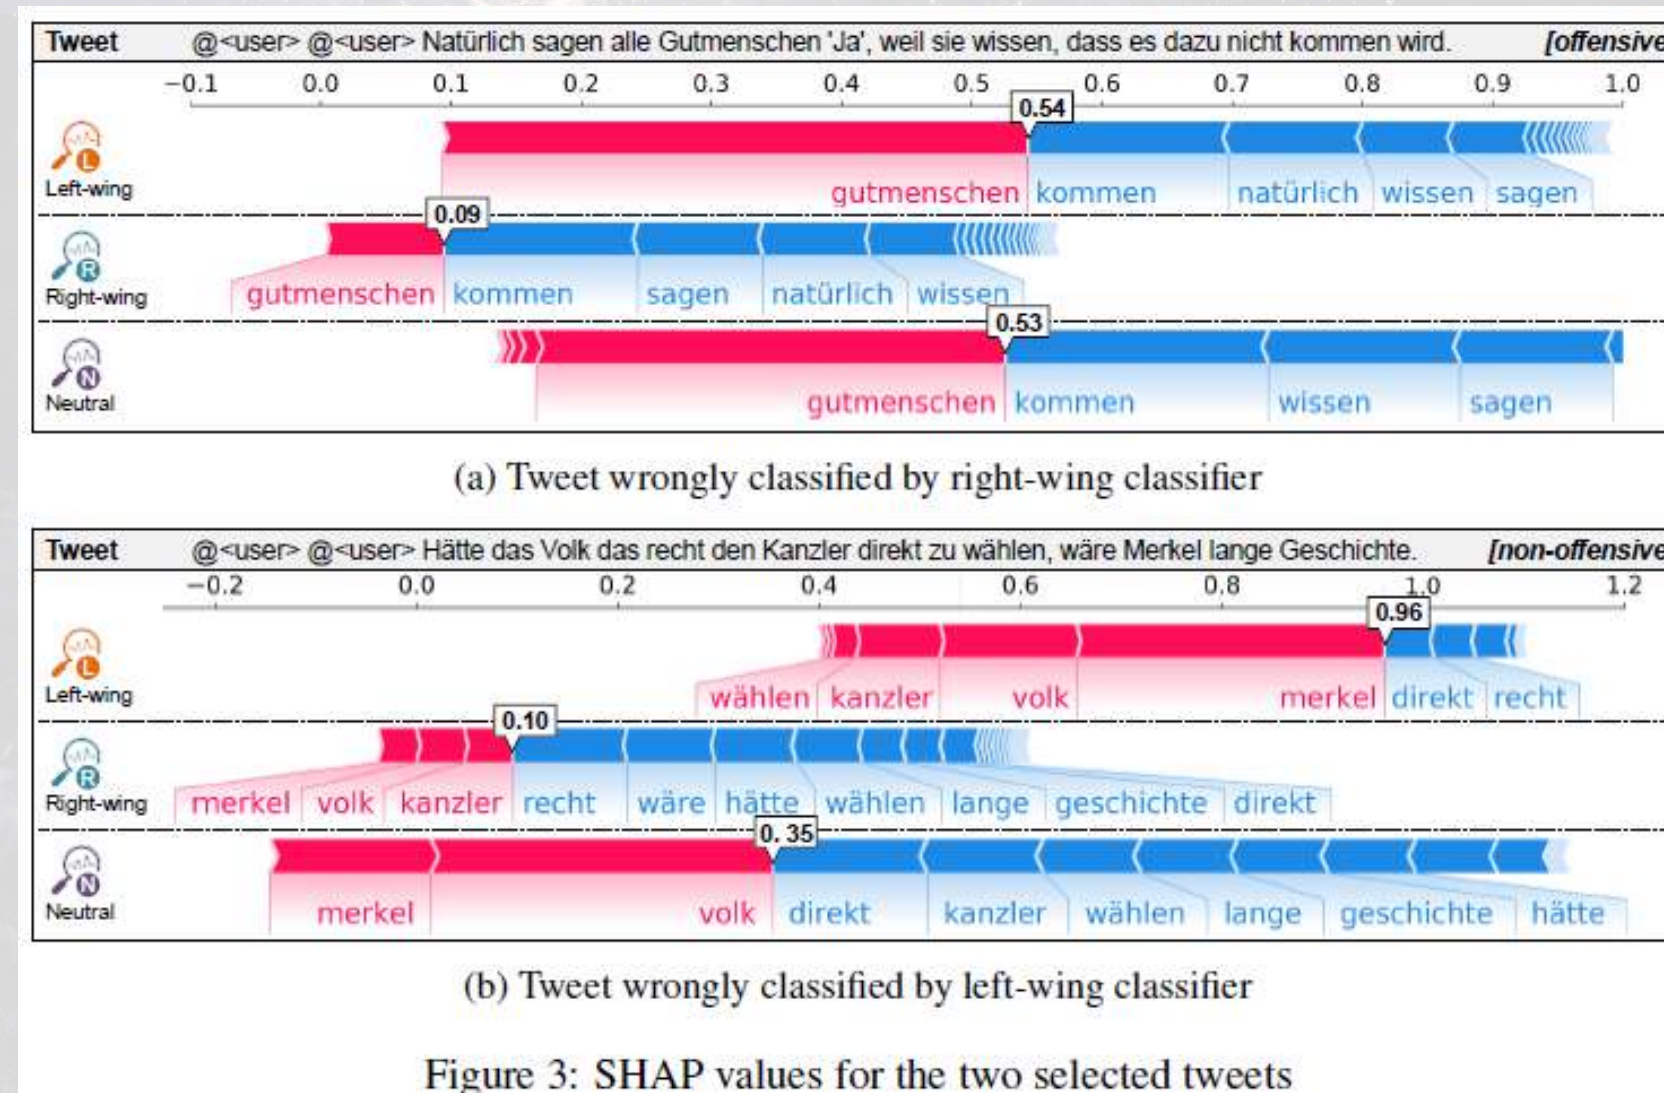 Tweet @<user> @<user> Natürlich sagen alle Gutmenschen 'Ja', weil sie wissen, dass es dazu nicht kommen wird. [offensive
−0.1 0.0 0.1 0.2 0.3 0.4 0.5 0.6 0.7 0.8 0.9 1.0
0.54
L
Left-wing
gutmenschen kommen natürlich wissen sagen
0.09
R
Right-wing
gutmenschen kommen sagen natürlich wissen
0.53
N
Neutral
gutmenschen kommen wissen sagen
(a) Tweet wrongly classified by right-wing classifier
Tweet @<user> @<user> Hätte das Volk das recht den Kanzler direkt zu wählen, wäre Merkel lange Geschichte. [non-offensive
−0.2 0.0 0.2 0.4 0.6 0.8 1.0 1.2
0.96
L
Left-wing
wählen kanzler volk merkel direkt recht
0.10
R
Right-wing
merkel volk kanzler recht wäre hätte wählen lange geschichte direkt
0. 35
N
Neutral
merkel volk direkt kanzler wählen lange geschichte hätte
(b) Tweet wrongly classified by left-wing classifier
Figure 3: SHAP values for the two selected tweets